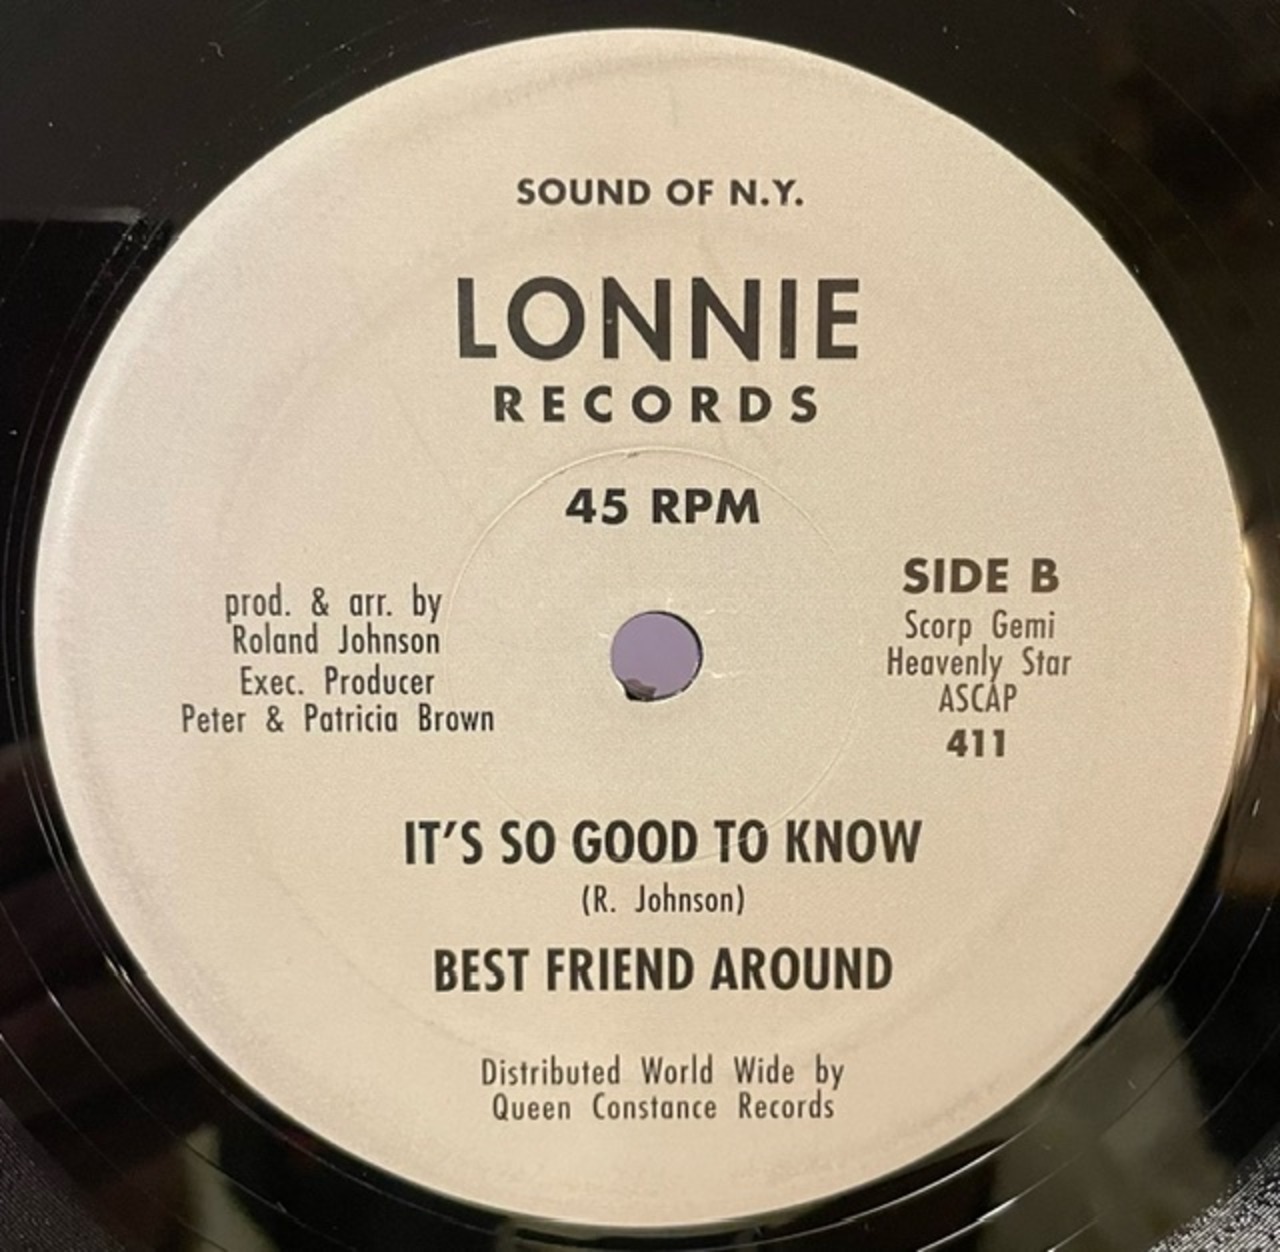 SOUND OF N.Y.
LONNIE
RECORDS
45 RPM
prod. & arr. by
Roland Johnson
Exec. Producer
Peter & Patricia Brown
SIDE B
Scorp Gemi
Heavenly Star
ASCAP
411
IT'S SO GOOD TO KNOW
(R. Johnson)
BEST FRIEND AROUND
Distributed World Wide by
Queen Constance Records